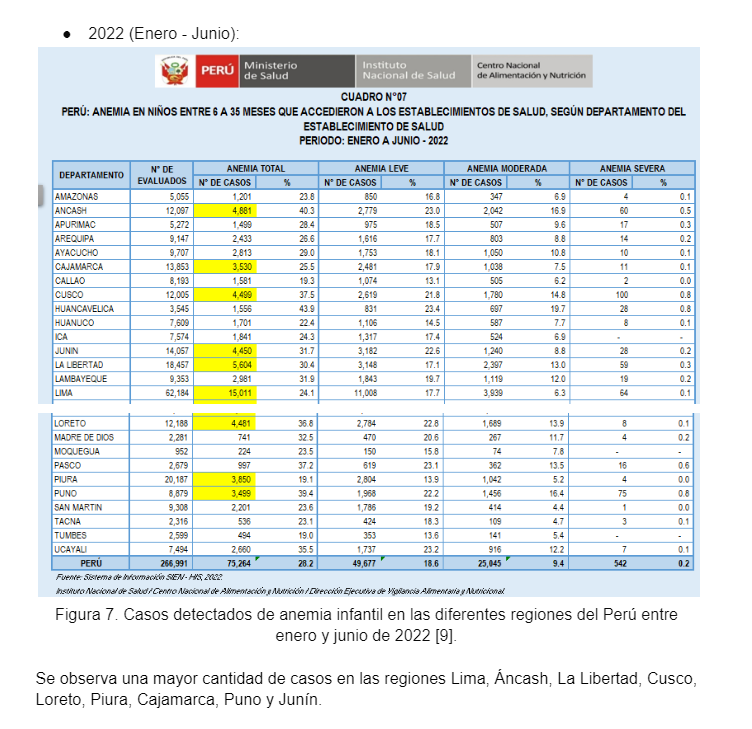 ● 2022 (Enero - Junio):
PERÚ Ministerio de Salud Instituto Nacional de Salud Centro Nacional de Alimentación y Nutrición
CUADRO N°07
PERÚ: ANEMIA EN NIÑOS ENTRE 6 A 35 MESES QUE ACCEDIERON A LOS ESTABLECIMIENTOS DE SALUD, SEGÚN DEPARTAMENTO DEL
ESTABLECIMIENTO DE SALUD
PERIODO: ENERO A JUNIO - 2022
DEPARTAMENTO N° DE EVALUADOS ANEMIA TOTAL ANEMIA LEVE ANEMIA MODERADA ANEMIA SEVERA
N° DE CASOS % N° DE CASOS % N° DE CASOS % N° DE CASOS %
AMAZONAS 5,055 1,201 23.8 850 16.8 347 6.9 4 0.1
ANCASH 12,097 4,881 40.3 2,779 23.0 2,042 16.9 60 0.5
APURIMAC 5,272 1,499 28.4 975 18.5 507 9.6 17 0.3
AREQUIPA 9,147 2,433 26.6 1,616 17.7 803 8.8 14 0.2
AYACUCHO 9,707 2,813 29.0 1,753 18.1 1,050 10.8 10 0.1
CAJAMARCA 13,853 3,530 25.5 2,481 17.9 1,038 7.5 11 0.1
CALLAO 8,193 1,581 19.3 1,074 13.1 505 6.2 2 0.0
CUSCO 12,005 4,499 37.5 2,619 21.8 1,780 14.8 100 0.8
HUANCAVELICA 3,545 1,556 43.9 831 23.4 697 19.7 28 0.8
HUANUCO 7,609 1,701 22.4 1,106 14.5 587 7.7 8 0.1
ICA 7,574 1,841 24.3 1,317 17.4 524 6.9 - -
JUNIN 14,057 4,450 31.7 3,182 22.6 1,240 8.8 28 0.2
LA LIBERTAD 18,457 5,604 30.4 3,148 17.1 2,397 13.0 59 0.3
LAMBAYEQUE 9,353 2,981 31.9 1,843 19.7 1,119 12.0 19 0.2
LIMA 62,184 15,011 24.1 11,008 17.7 3,939 6.3 64 0.1
LORETO 12,188 4,481 36.8 2,784 22.8 1,689 13.9 8 0.1
MADRE DE DIOS 2,281 741 32.5 470 20.6 267 11.7 4 0.2
MOQUEGUA 952 224 23.5 150 15.8 74 7.8 - -
PASCO 2,679 997 37.2 619 23.1 362 13.5 16 0.6
PIURA 20,187 3,850 19.1 2,804 13.9 1,042 5.2 4 0.0
PUNO 8,879 3,499 39.4 1,968 22.2 1,456 16.4 75 0.8
SAN MARTIN 9,308 2,201 23.6 1,786 19.2 414 4.4 1 0.0
TACNA 2,316 536 23.1 424 18.3 109 4.7 3 0.1
TUMBES 2,599 494 19.0 353 13.6 141 5.4 - -
UCAYALI 7,494 2,660 35.5 1,737 23.2 916 12.2 7 0.1
PERÚ 266,991 75,264 28.2 49,677 18.6 25,045 9.4 542 0.2
Fuente: Sistema de Información SIEN - HIS, 2022.
Instituto Nacional de Salud / Centro Nacional de Alimentación y Nutrición / Dirección Ejecutiva de Vigilancia Alimentaria y Nutricional.
Figura 7. Casos detectados de anemia infantil en las diferentes regiones del Perú entre
enero y junio de 2022 [9].
Se observa una mayor cantidad de casos en las regiones Lima, Áncash, La Libertad, Cusco,
Loreto, Piura, Cajamarca, Puno y Junín.